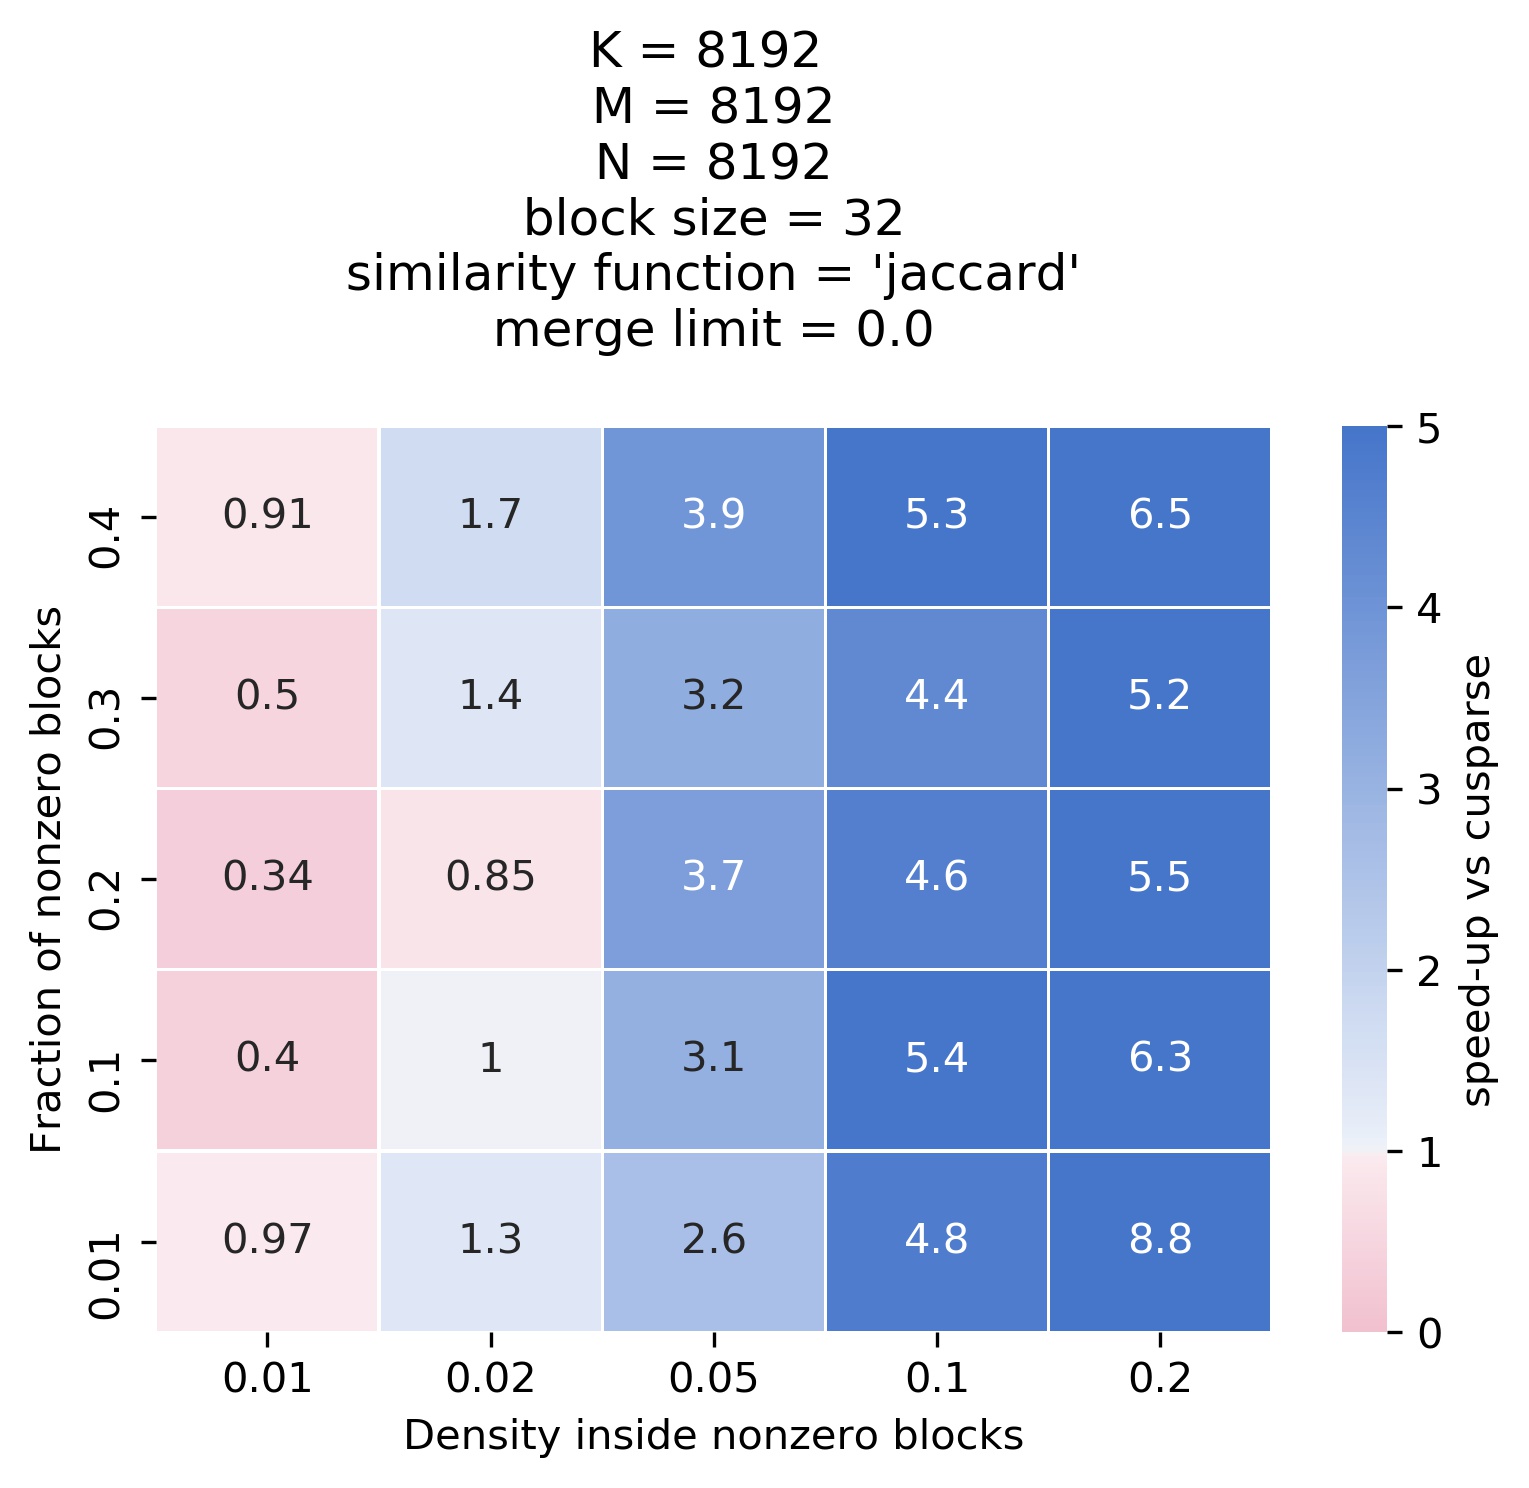 K = 8192
M = 8192
N = 8192
block size = 32
similarity function = 'jaccard'
merge limit = 0.0
Fraction of nonzero blocks
0.4 0.91 1.7 3.9 5.3 6.5
0.3 0.5 1.4 3.2 4.4 5.2
0.2 0.34 0.85 3.7 4.6 5.5
0.1 0.4 1 3.1 5.4 6.3
0.01 0.97 1.3 2.6 4.8 8.8
0.01 0.02 0.05 0.1 0.2
Density inside nonzero blocks
5
4
3
2
1
0
speed-up vs cusparse